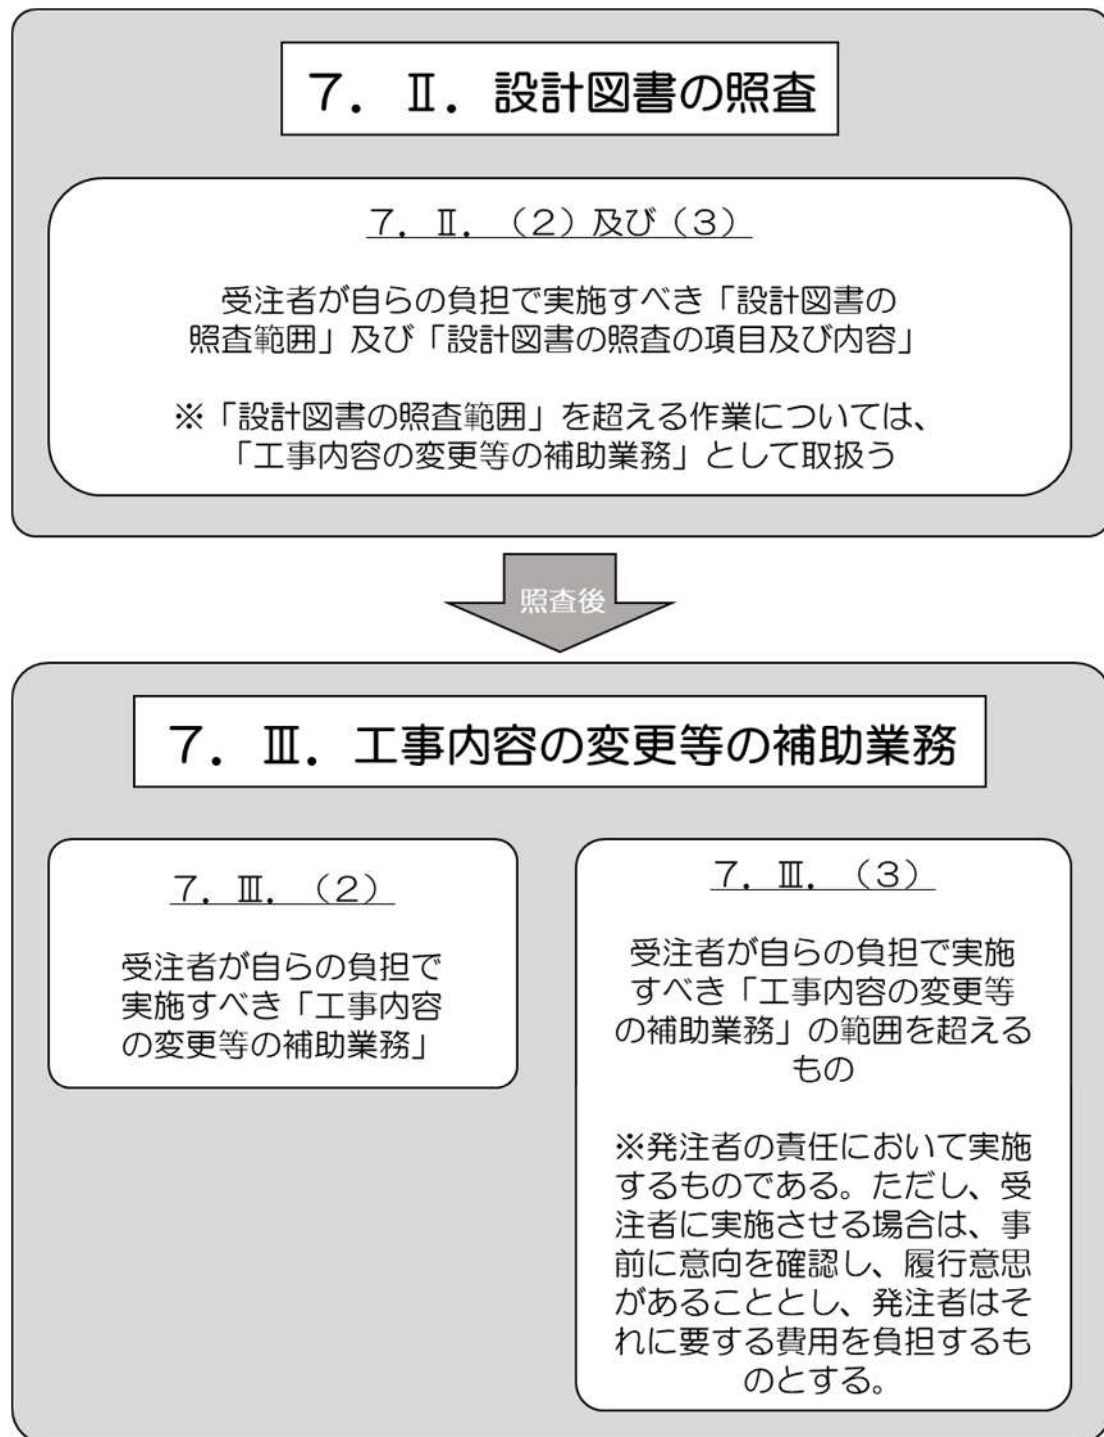 ７．Ⅱ．設計図書の照査
７．Ⅱ．（２）及び（３）
受注者が自らの負担で実施すべき「設計図書の
照査範囲」及び「設計図書の照査の項目及び内容」
※「設計図書の照査範囲」を超える作業については、
「工事内容の変更等の補助業務」として取扱う
照査後
７．Ⅲ．工事内容の変更等の補助業務
７．Ⅲ．（２）
受注者が自らの負担で
実施すべき「工事内容
の変更等の補助業務」
７．Ⅲ．（３）
受注者が自らの負担で実施
すべき「工事内容の変更等
の補助業務」の範囲を超える
もの
※発注者の責任において実施
するものである。ただし、受
注者に実施させる場合は、事
前に意向を確認し、履行意思
があることとし、発注者はそ
れに要する費用を負担するも
のとする。